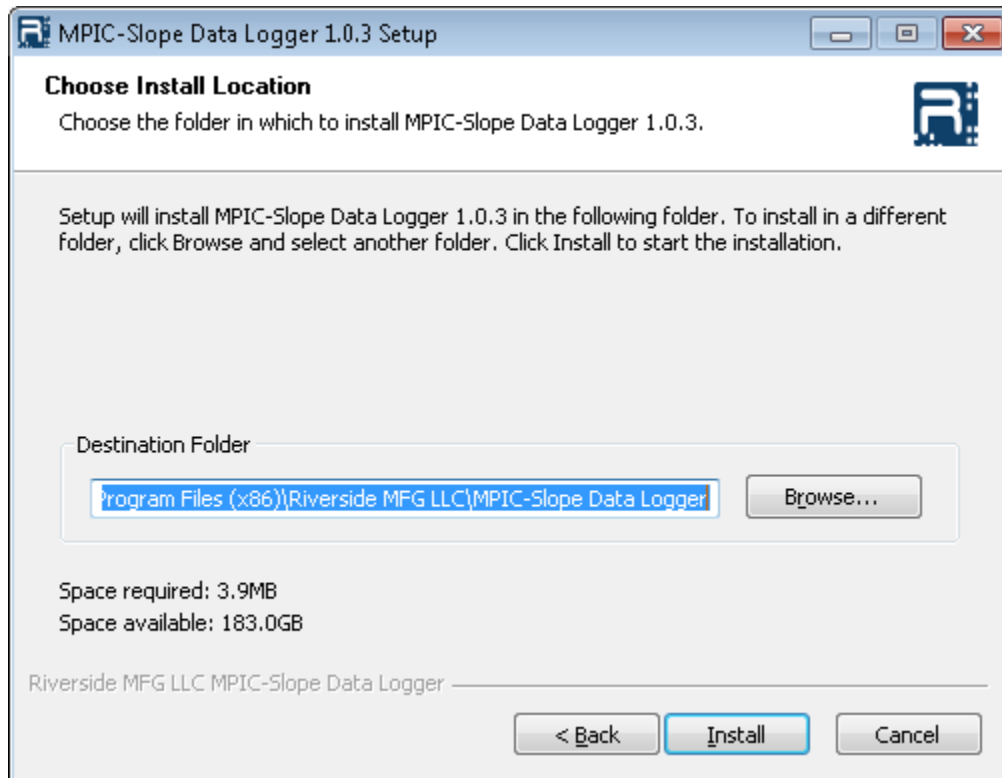 MPIC-Slope Data Logger 1.0.3 Setup
Choose Install Location
Choose the folder in which to install MPIC-Slope Data Logger 1.0.3.
Setup will install MPIC-Slope Data Logger 1.0.3 in the following folder. To install in a different
folder, click Browse and select another folder. Click Install to start the installation.
Destination Folder
Program Files (x86)\Riverside MFG LLC\MPIC-Slope Data Logger
Browse...
Space required: 3.9MB
Space available: 183.0GB
Riverside MFG LLC MPIC-Slope Data Logger
< Back
Install
Cancel